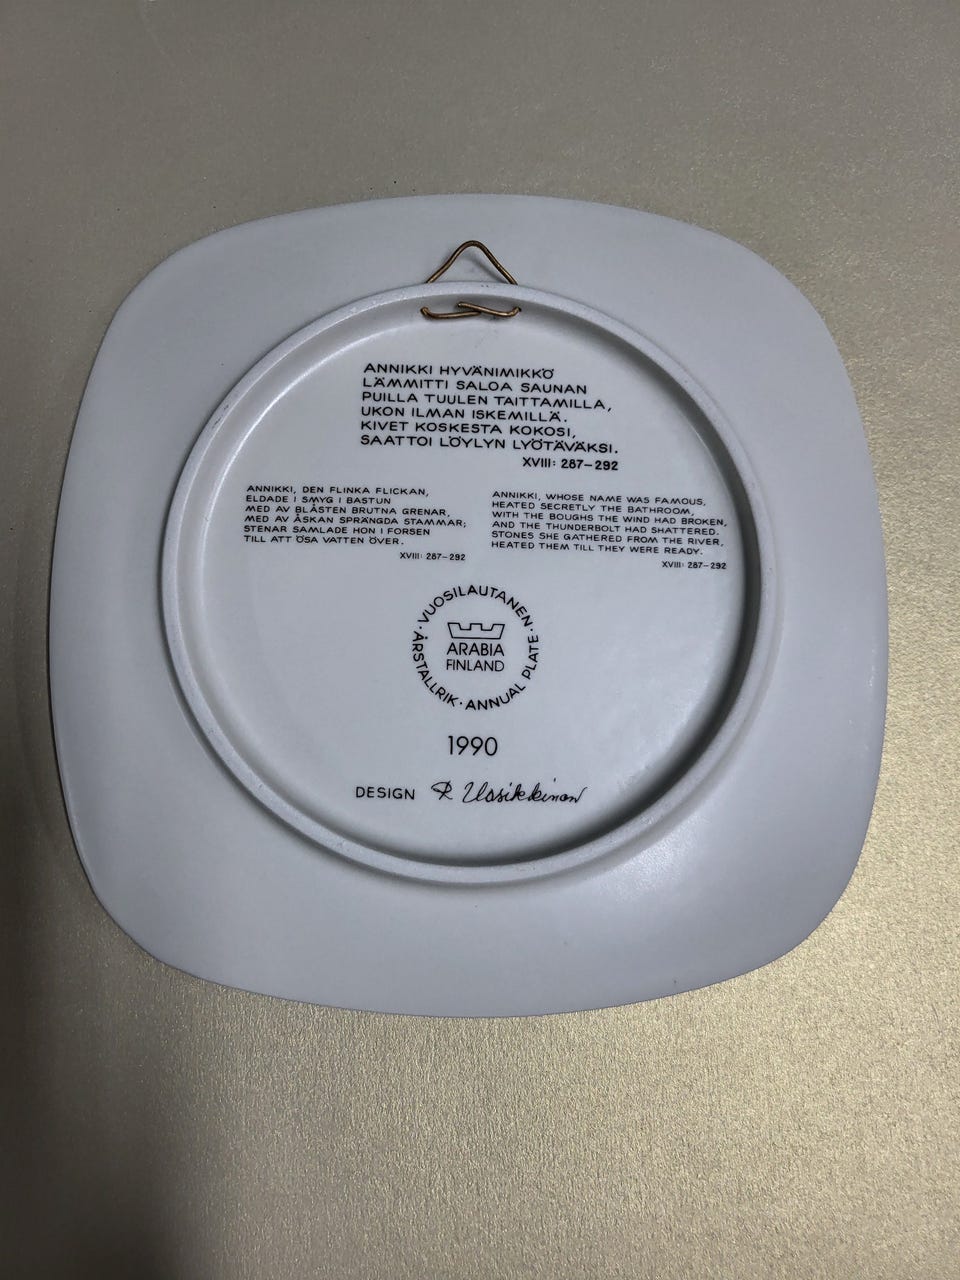 ANNIKKI HYVÄNIMIKKÖ
LÄMMITTI SALOA SAUNAN
PUILLA TUULEN TAITTAMILLA,
UKON ILMAN ISKEMILLÄ.
KIVET KOSKESTA KOKOSI,
SAATTOI LÖYLYN LYÖTÄVÄKSI.
XVIII: 287-292
ANNIKKI, DEN FLINKA FLICKAN,
ELDADE I SMYG I BASTUN
MED AV BLÅSTEN BRUTNA GRENAR,
MED AV ÅSKAN SPRÄNGDA STAMMAR;
STENAR SAMLADE HON I FORSEN
TILL ATT ÖSA VATTEN ÖVER.
XVIII: 287-292
ANNIKKI, WHOSE NAME WAS FAMOUS,
HEATED SECRETLY THE BATHROOM,
WITH THE BOUGHS THE WIND HAD BROKEN,
AND THE THUNDERBOLT HAD SHATTERED.
STONES SHE GATHERED FROM THE RIVER,
HEATED THEM TILL THEY WERE READY.
XVIII: 287-292
· VUOSILAUTANEN · ANNUAL PLATE · ÅRSTALLRIK
ARABIA
FINLAND
1990
DESIGN R Uosikkinen